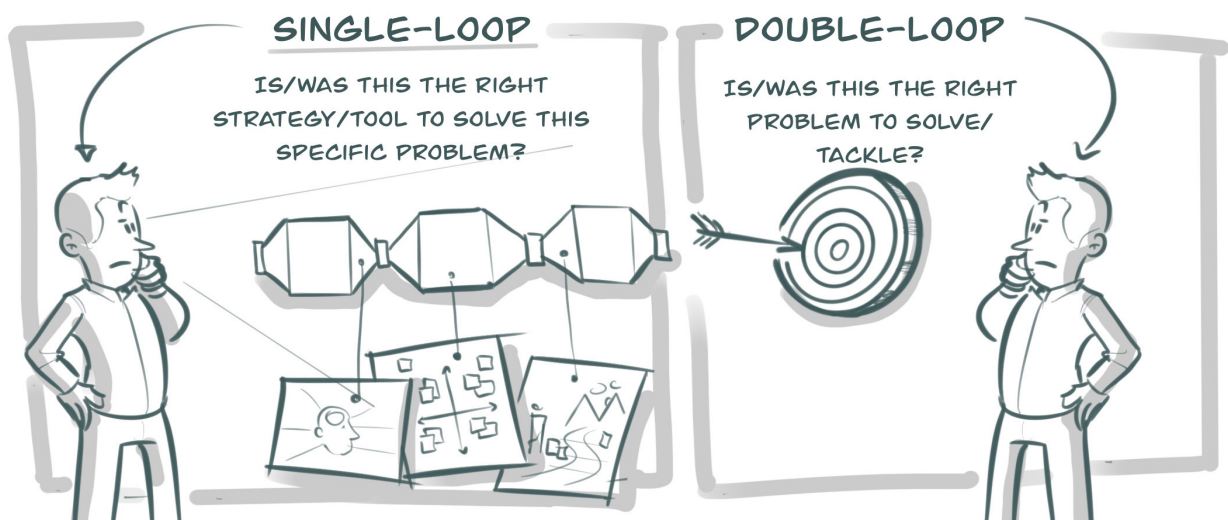 SINGLE-LOOP
IS/WAS THIS THE RIGHT
STRATEGY/TOOL TO SOLVE THIS
SPECIFIC PROBLEM?
DOUBLE-LOOP
IS/WAS THIS THE RIGHT
PROBLEM TO SOLVE/
TACKLE?